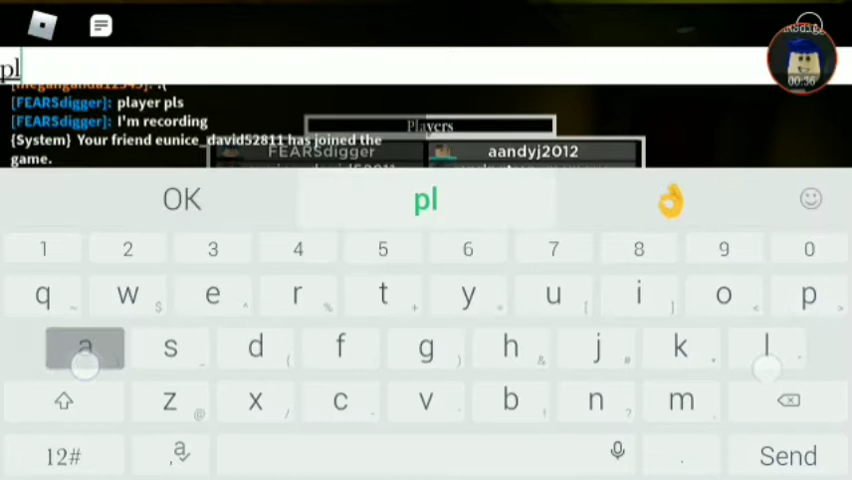 pl
[FEARSdigger]: player pls
[FEARSdigger]: I'm recording
{System} Your friend eunice_david52811 has joined the
game.
Players
FEARSdigger aandyj2012
00:36
OK pl
1 2 3 4 5 6 7 8 9 0
q w e r t y u i o p
a s d f g h j k l
z x c v b n m
12# , .
Send